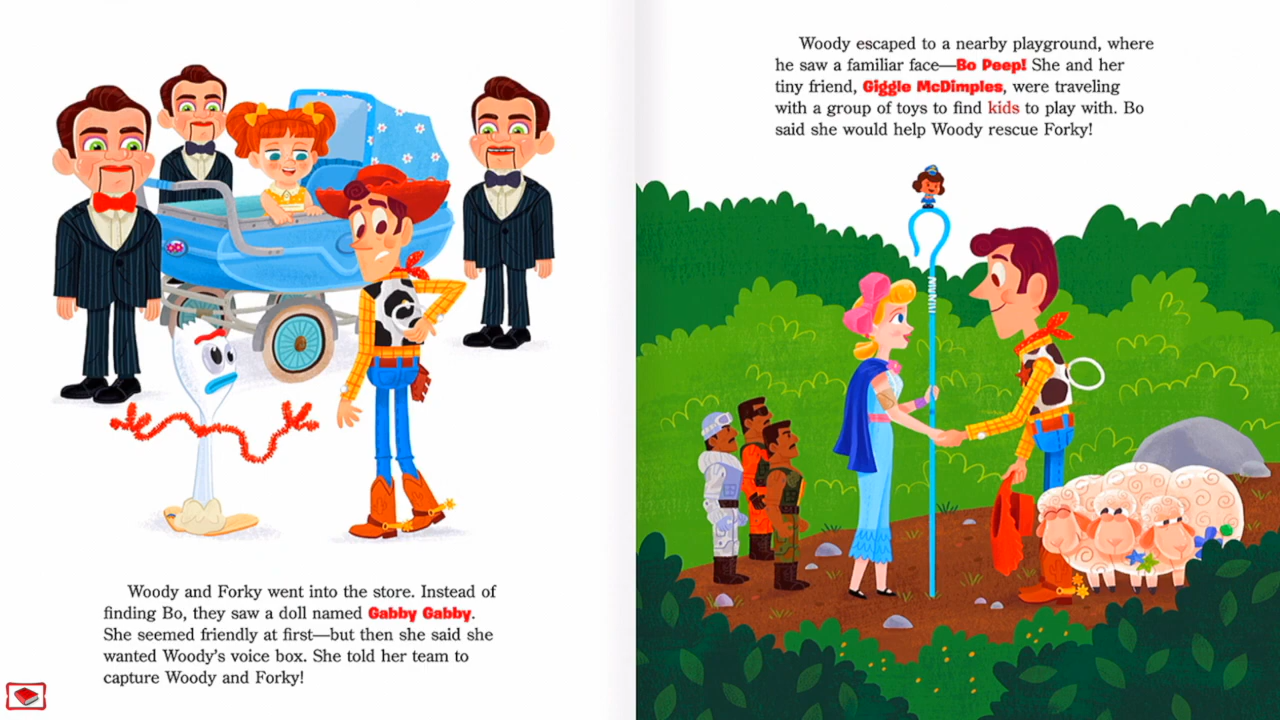 Woody and Forky went into the store. Instead of
finding Bo, they saw a doll named Gabby Gabby.
She seemed friendly at first—but then she said she
wanted Woody's voice box. She told her team to
capture Woody and Forky!
Woody escaped to a nearby playground, where
he saw a familiar face—Bo Peep! She and her
tiny friend, Giggle McDimples, were traveling
with a group of toys to find kids to play with. Bo
said she would help Woody rescue Forky!